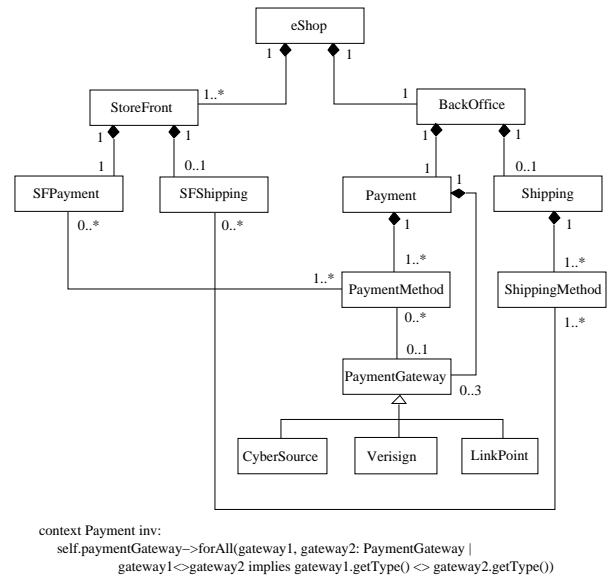 eShop
1
1
1..*
1
StoreFront
BackOffice
1
1
1
1
1
0..1
1
1
0..1
SFPayment
SFShipping
Payment
Shipping
0..*
0..*
1
1
1..*
1..*
1..*
PaymentMethod
ShippingMethod
0..*
1..*
0..1
PaymentGateway
0..3
CyberSource
Verisign
LinkPoint
context Payment inv:
self.paymentGateway−>forAll(gateway1, gateway2: PaymentGateway |
gateway1<>gateway2 implies gateway1.getType() <> gateway2.getType())